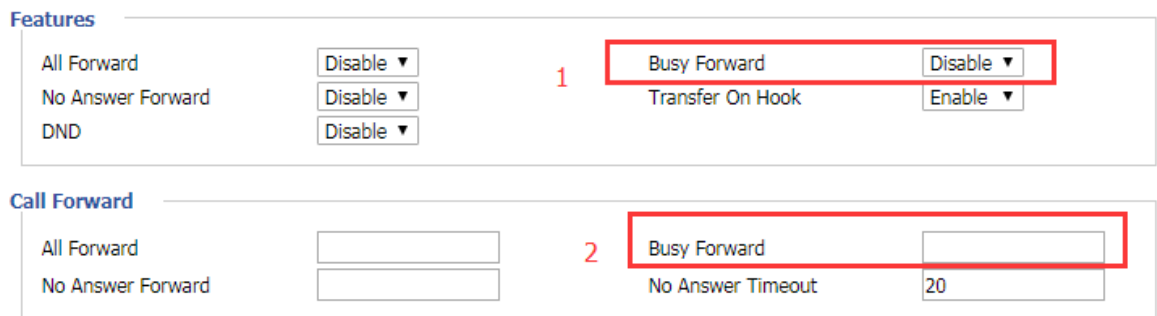 Features
All Forward Disable ▼ 1 Busy Forward Disable ▼
No Answer Forward Disable ▼ Transfer On Hook Enable ▼
DND Disable ▼
Call Forward
All Forward 2 Busy Forward
No Answer Forward No Answer Timeout 20